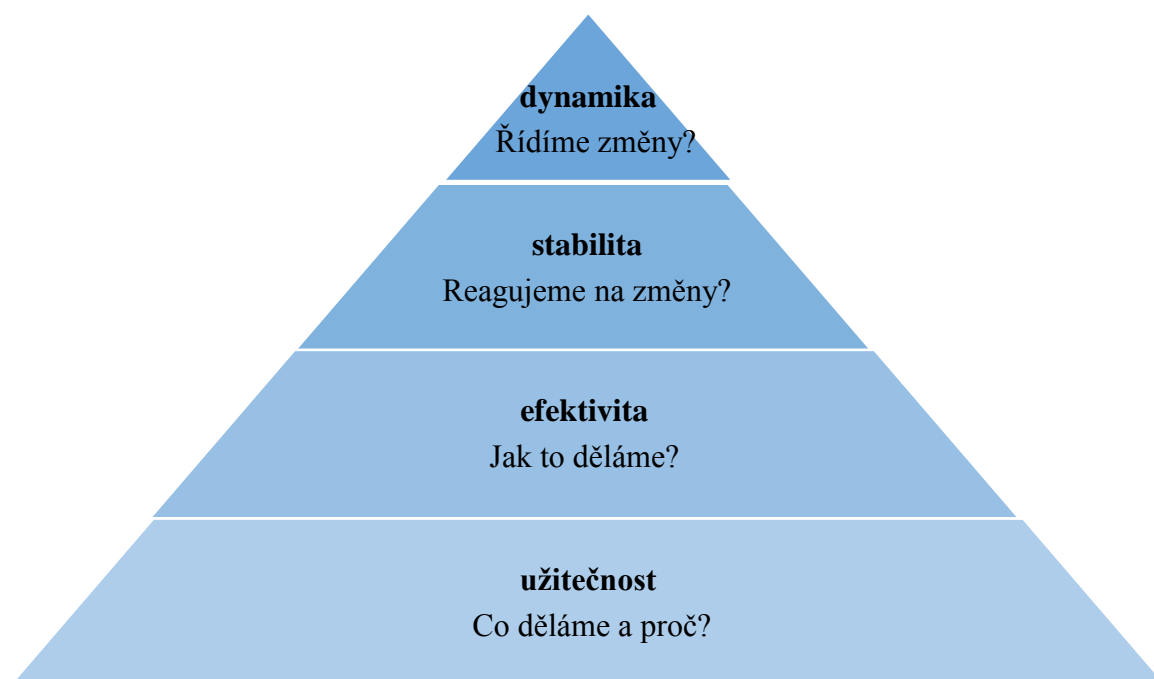 dynamika
Řídíme změny?
stabilita
Reagujeme na změny?
efektivita
Jak to děláme?
užitečnost
Co děláme a proč?